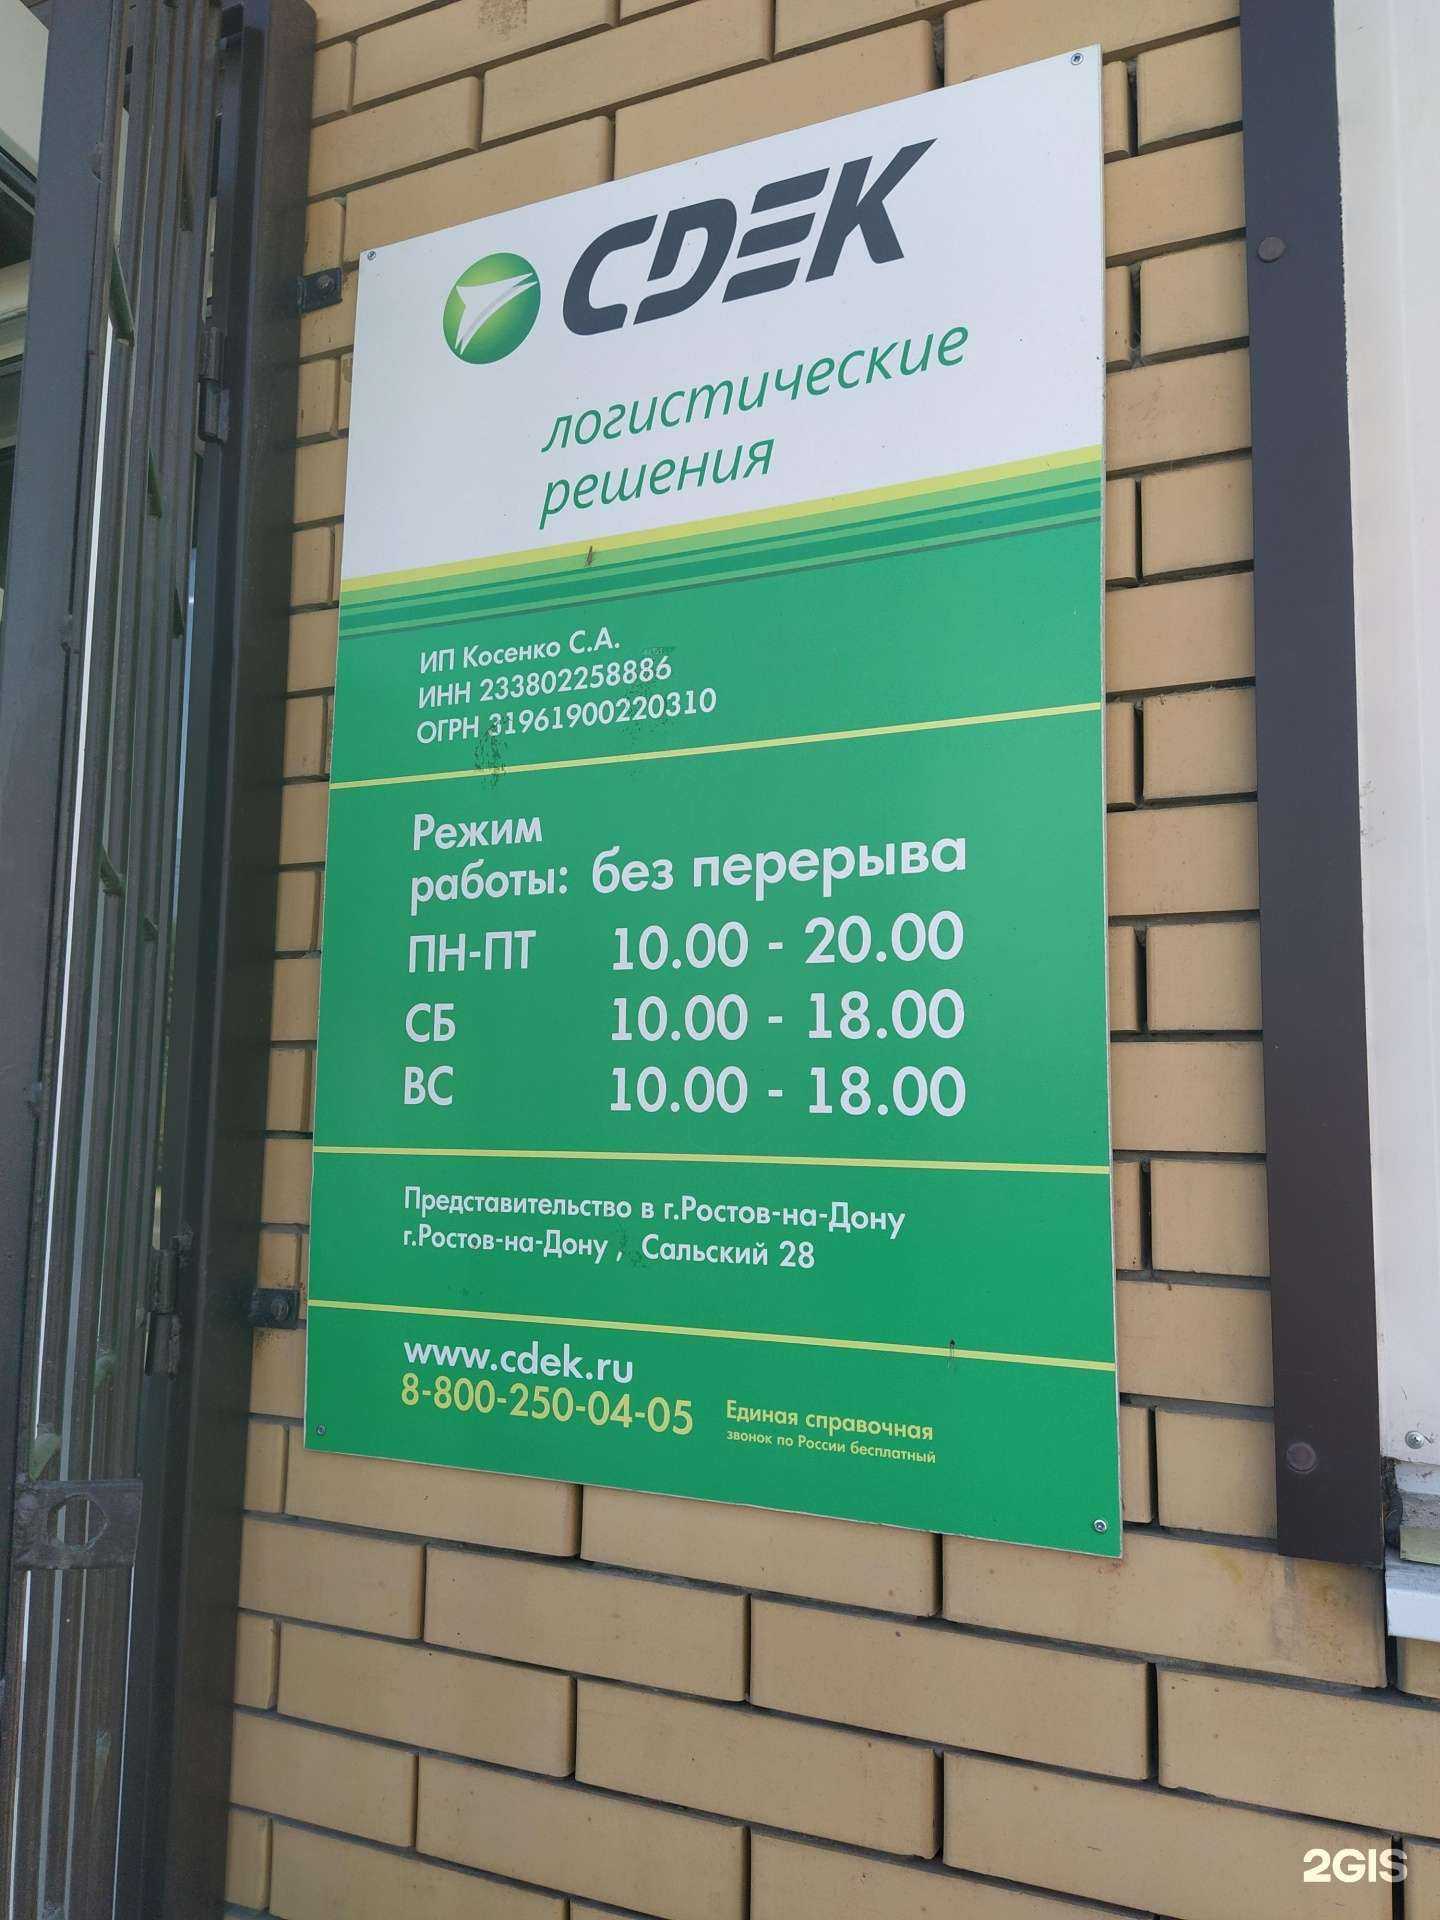 CDEK
логистические
решения
ИП Косенко С.А.
ИНН 233802258886
ОГРН 31961900220310
Режим
работы: без перерыва
ПН-ПТ 10.00 - 20.00
СБ 10.00 - 18.00
ВС 10.00 - 18.00
Представительство в г.Ростов-на-Дону
г.Ростов-на-Дону , Сальский 28
www.cdek.ru
8-800-250-04-05
Единая справочная
звонок по России бесплатный
2GIS